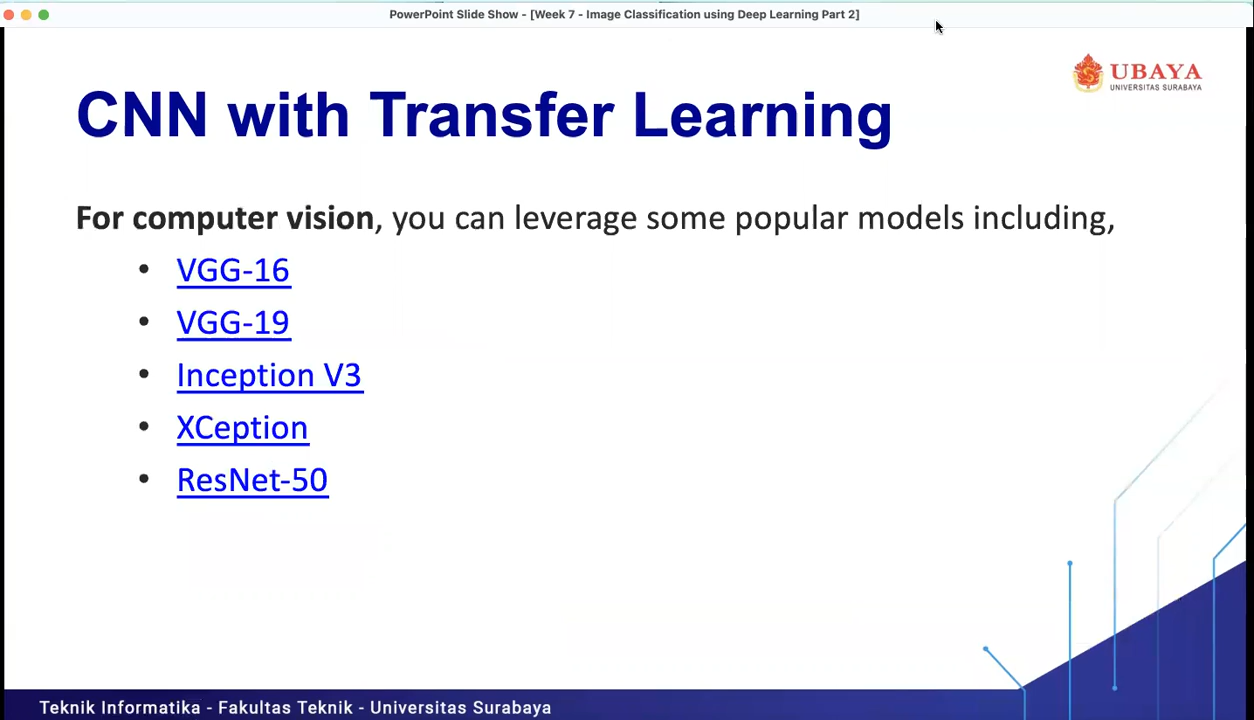 PowerPoint Slide Show - [Week 7 - Image Classification using Deep Learning Part 2]
UBAYA
UNIVERSITAS SURABAYA
CNN with Transfer Learning
For computer vision, you can leverage some popular models including,
• VGG-16
• VGG-19
• Inception V3
• XCeption
• ResNet-50
Teknik Informatika - Fakultas Teknik - Universitas Surabaya